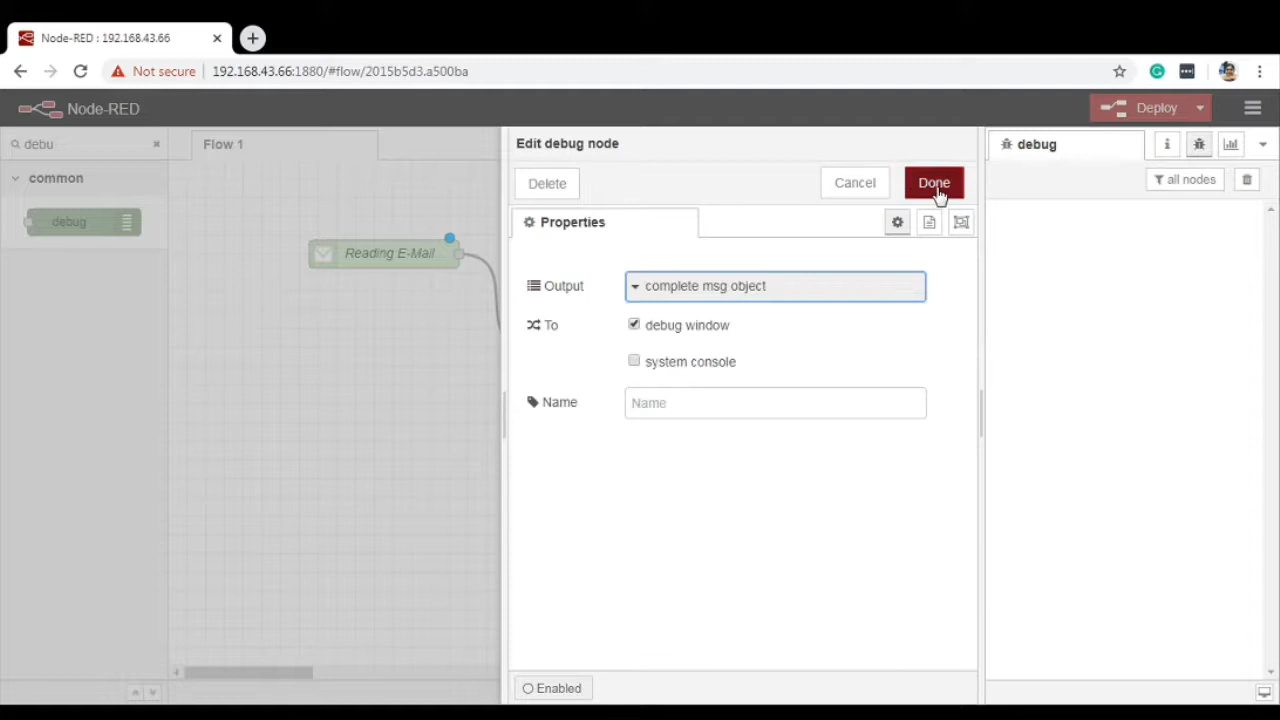 Node-RED : 192.168.43.66
Not secure
192.168.43.66:1880/#flow/2015b5d3.a500ba
Node-RED
Deploy
debu
Flow 1
Edit debug node
debug
common
Delete
Cancel
Done
all nodes
debug
Properties
Reading E-Mail
Output
complete msg object
To
debug window
system console
Name
Name
Enabled